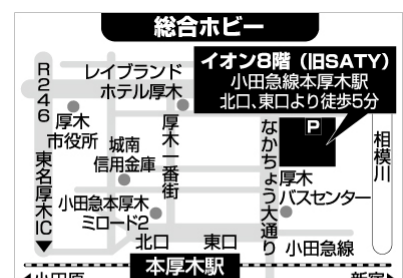 総合ホビー
イオン8階（旧SATY）
小田急線本厚木駅
北口、東口より徒歩5分
P
レイブランド
ホテル厚木
R246
厚木
市役所
城南
信用金庫
厚木一番街
なかちょう大通り
相模川
厚木
バスセンター
小田急本厚木
ミロード2
東名厚木IC
北口
東口
小田急線
本厚木駅
小田原
新宿